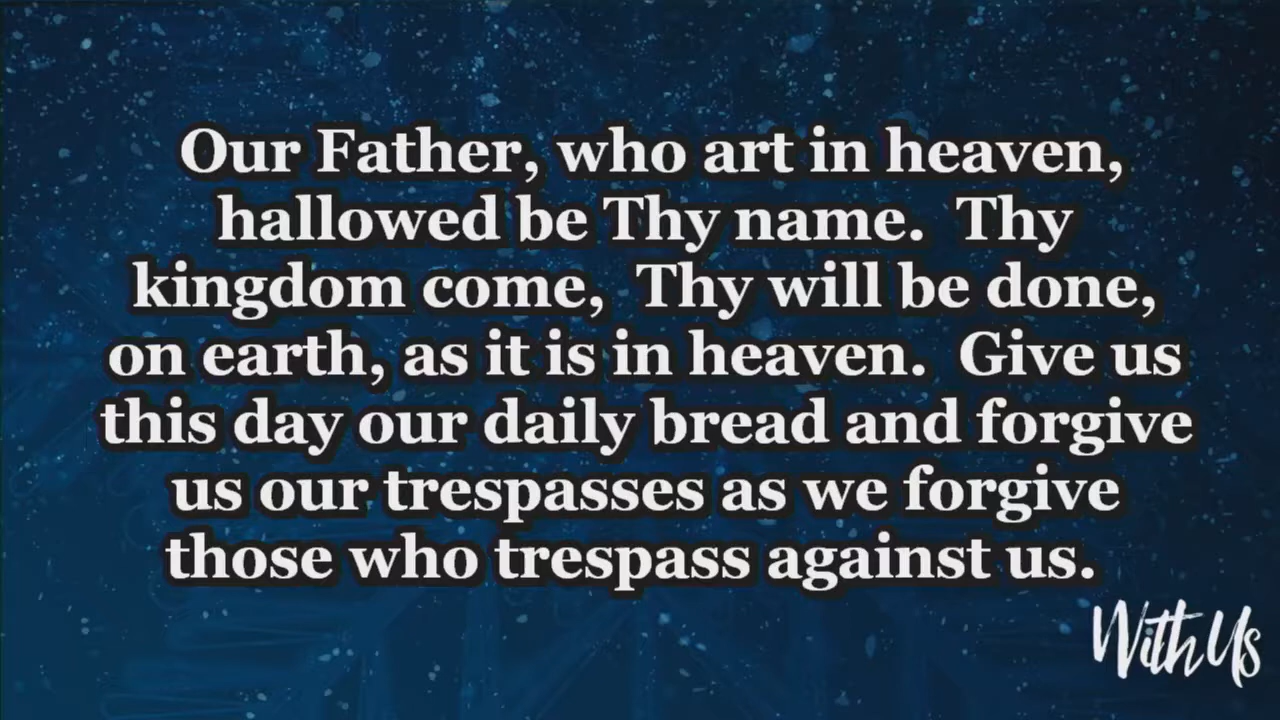 Our Father, who art in heaven,
hallowed be Thy name.  Thy
kingdom come,  Thy will be done,
on earth, as it is in heaven.  Give us
this day our daily bread and forgive
us our trespasses as we forgive
those who trespass against us.
With Us